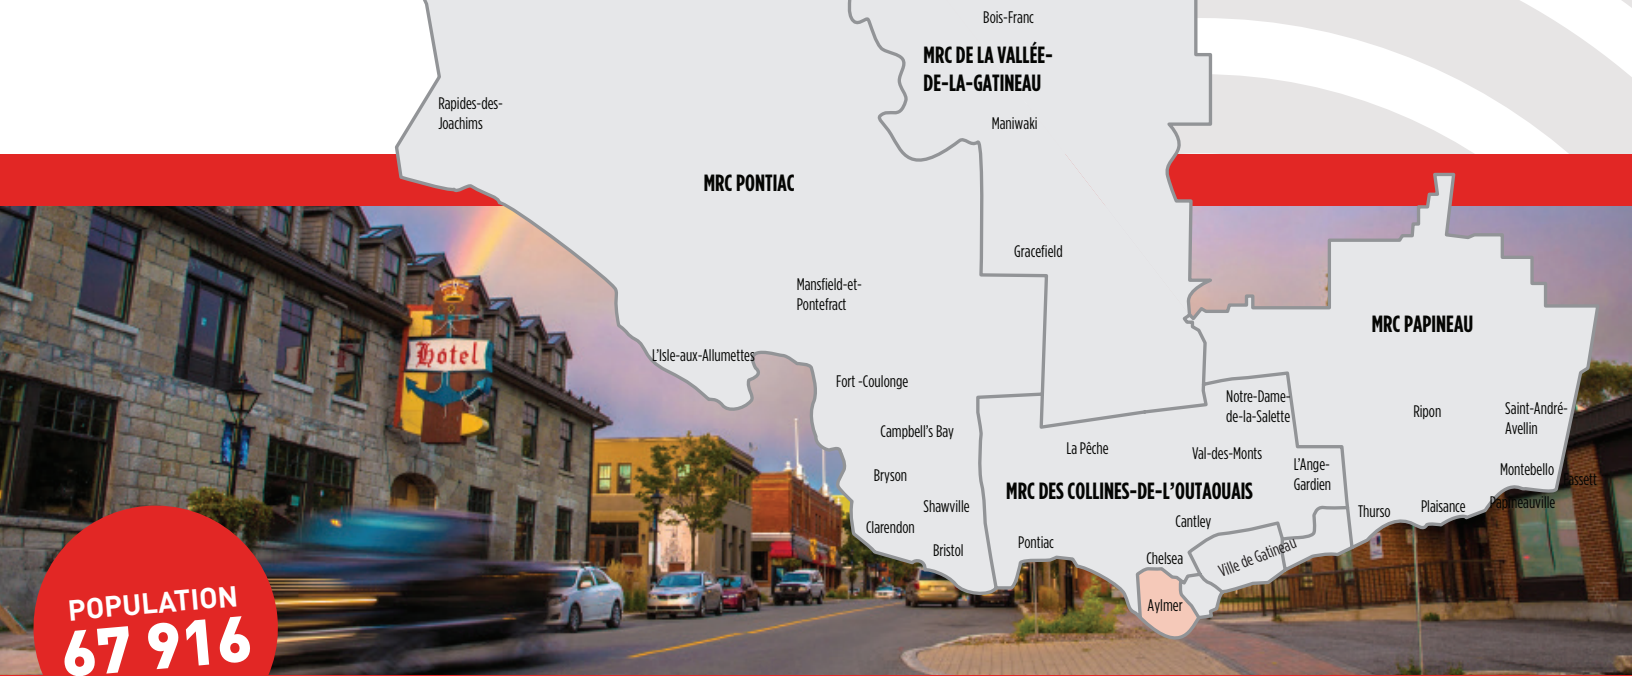 Bois-Franc
MRC DE LA VALLÉE-
DE-LA-GATINEAU
Rapides-des-
Joachims
Maniwaki
MRC PONTIAC
Gracefield
Mansfield-et-
Pontefract
MRC PAPINEAU
Hôtel
L'Isle-aux-Allumettes
Fort -Coulonge
Notre-Dame-
de-la-Salette
Ripon
Saint-André-
Avellin
Campbell's Bay
La Pêche
Val-des-Monts
L'Ange-
Gardien
Montebello
Fassett
Bryson
MRC DES COLLINES-DE-L'OUTAOUAIS
Papineauville
Shawville
Thurso
Plaisance
Clarendon
Cantley
Bristol
Pontiac
Chelsea
Ville de Gatineau
Aylmer
POPULATION
67 916